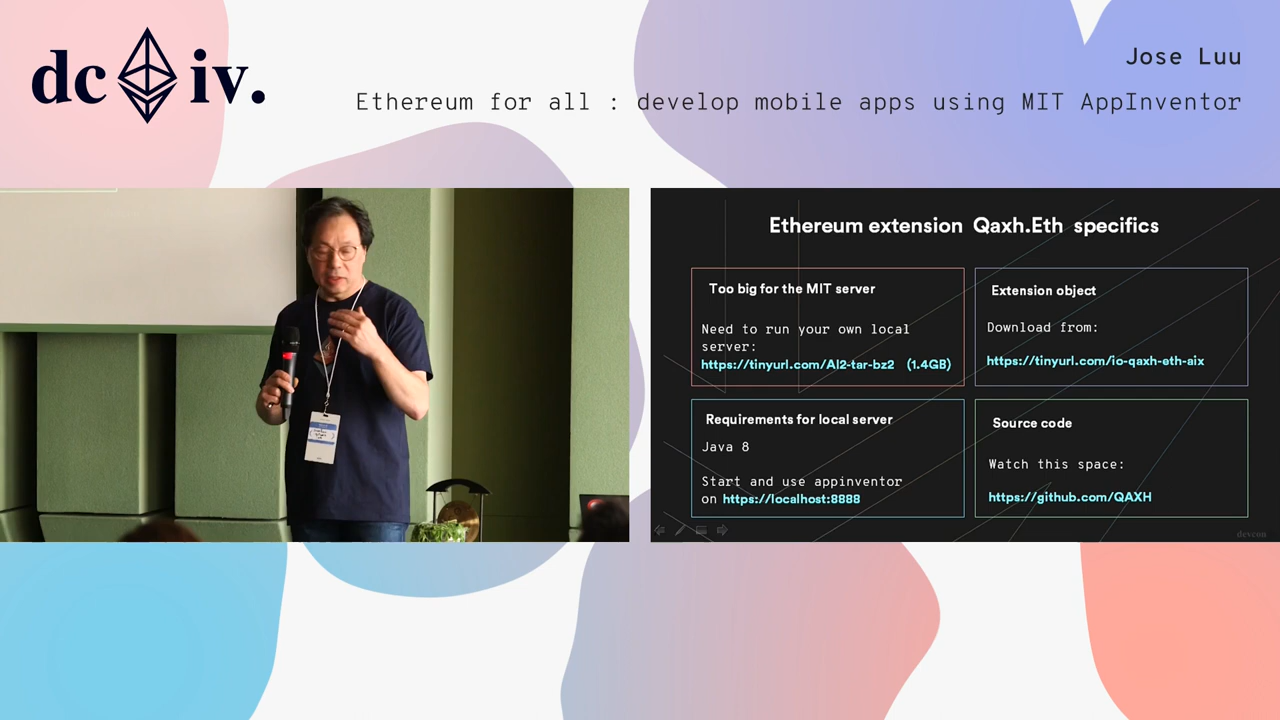 dc iv.
Jose Luu
Ethereum for all : develop mobile apps using MIT AppInventor
Ethereum extension Qaxh.Eth specifics
Too big for the MIT server
Need to run your own local
server:
https://tinyurl.com/AI2-tar-bz2 (1.4GB)
Extension object
Download from:
https://tinyurl.com/io-qaxh-eth-aix
Requirements for local server
Java 8
Start and use appinventor
on https://localhost:8888
Source code
Watch this space:
https://github.com/QAXH
devcon